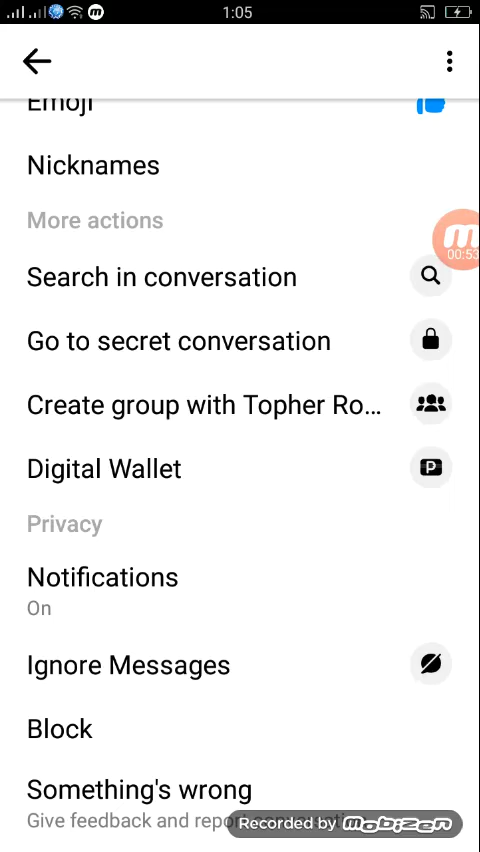 1:05
Emoji
Nicknames
More actions
00:53
Search in conversation
Go to secret conversation
Create group with Topher Ro...
Digital Wallet
P
Privacy
Notifications
On
Ignore Messages
Block
Something's wrong
Give feedback and report
Recorded by mobizen